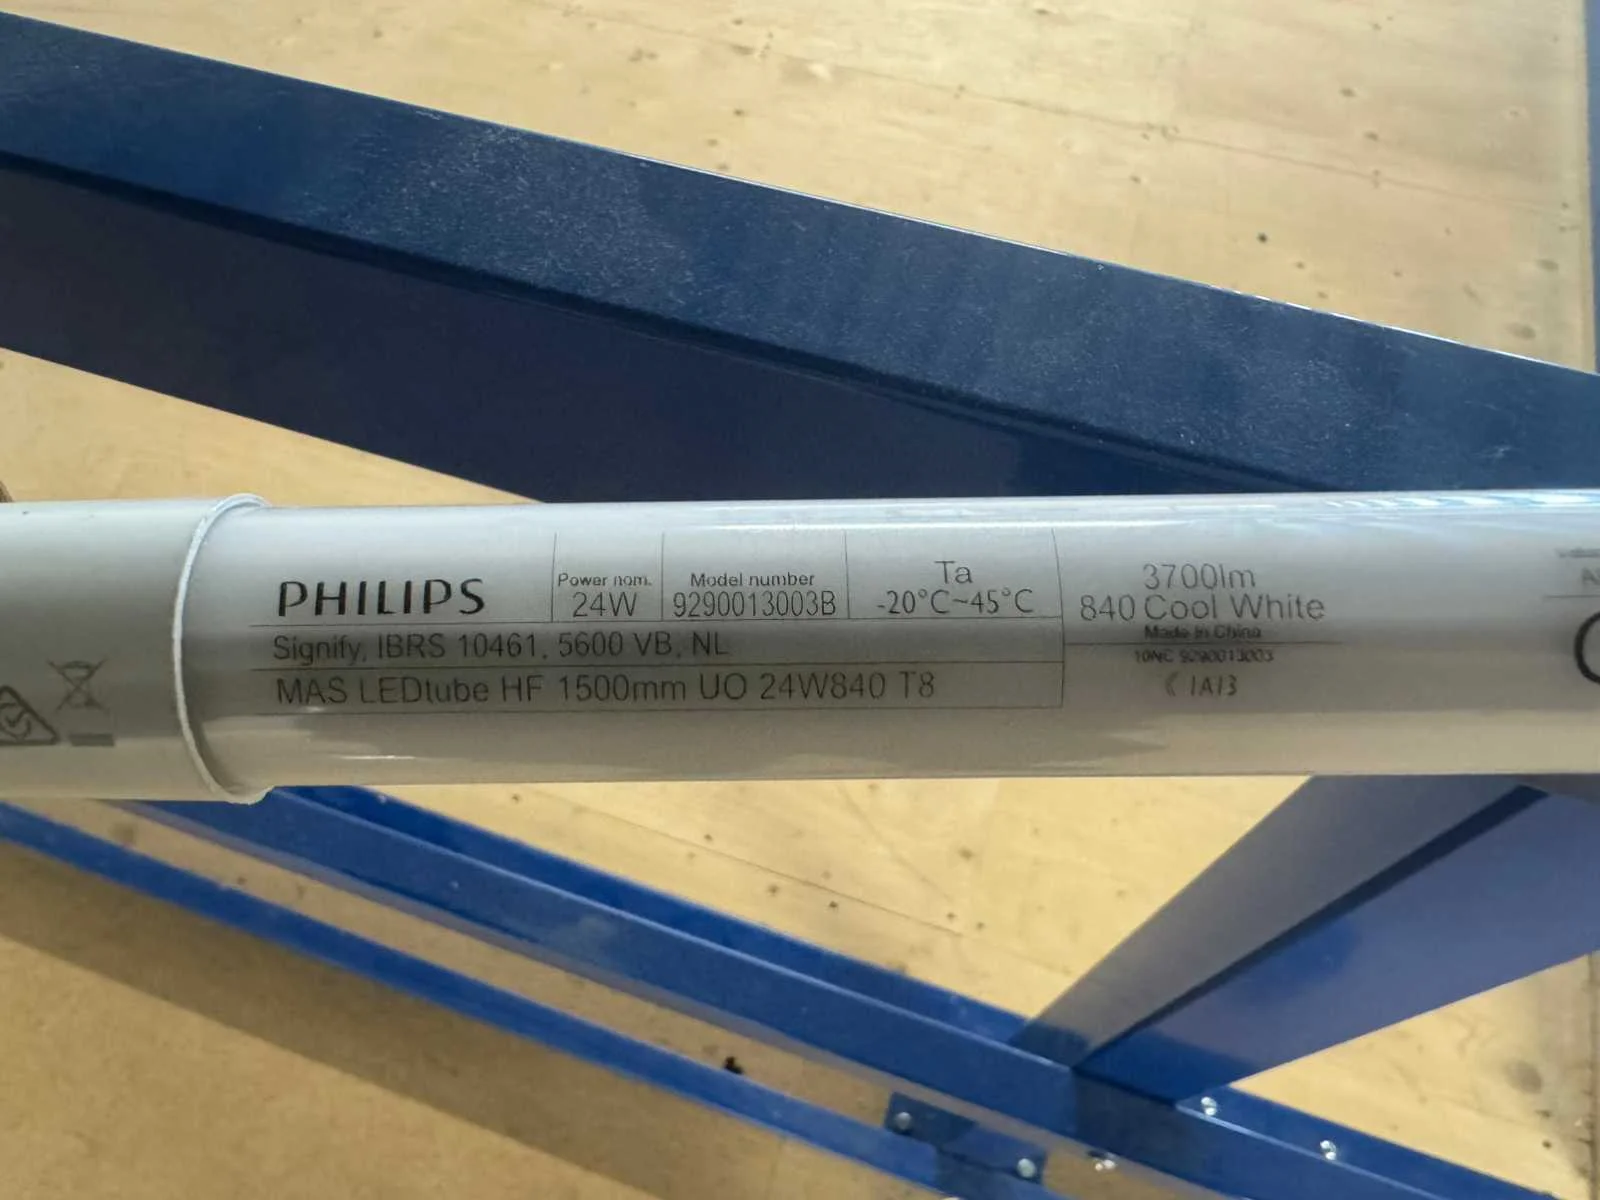 PHILIPS
Power nom.
24W
Model number
9290013003B
Ta
-20°C~45°C
Signify, IBRS 10461, 5600 VB, NL
MAS LEDtube HF 1500mm UO 24W840 T8
3700lm
840 Cool White
Made in China
10NC 9290013003
1A13